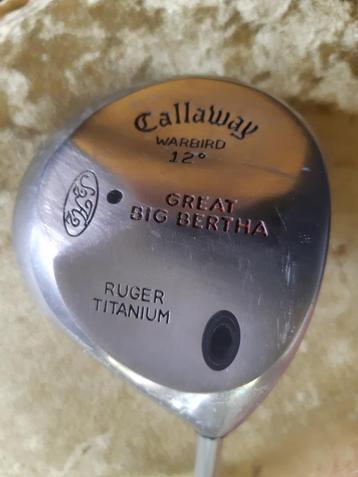 Callaway
WARBIRD
12°
GREAT
BIG BERTHA
RUGER
TITANIUM